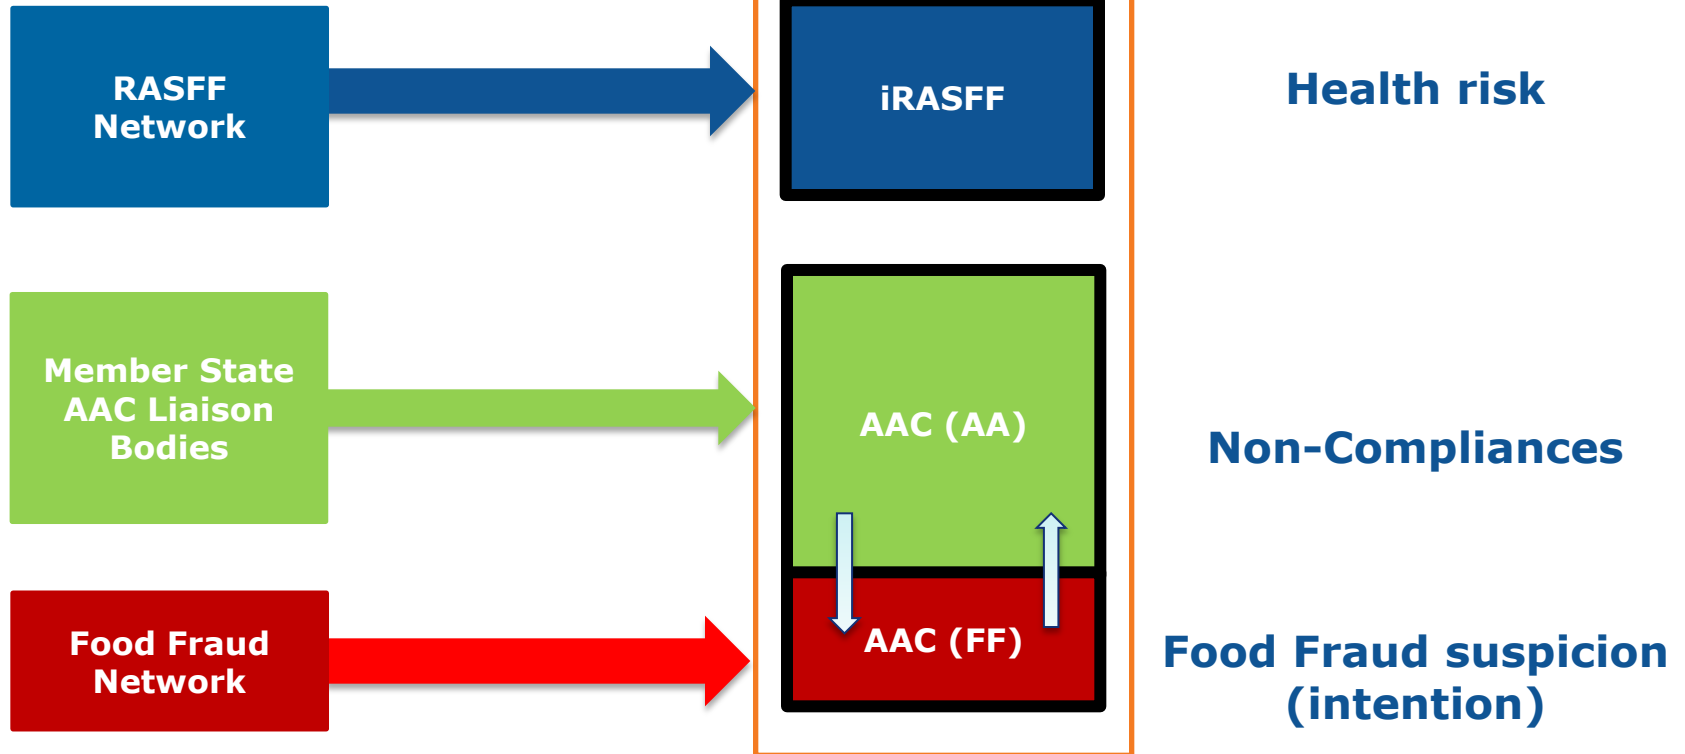 RASFF
Network
iRASFF
Health risk
Member State
AAC Liaison
Bodies
AAC (AA)
Non-Compliances
Food Fraud
Network
AAC (FF)
Food Fraud suspicion
(intention)